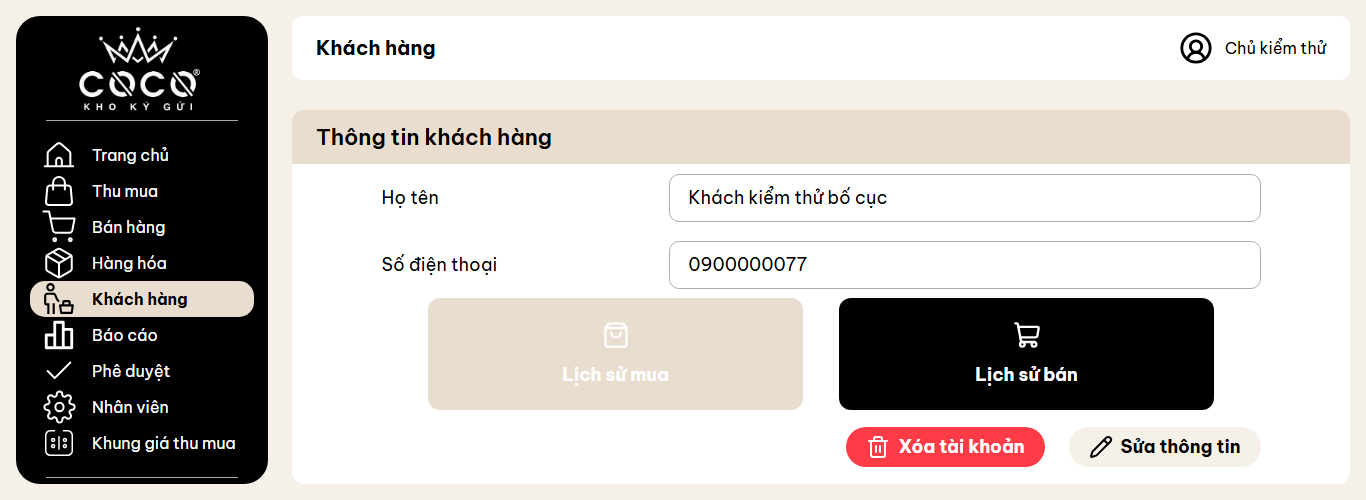 COCO®
KHO KÝ GỬI
Trang chủ
Thu mua
Bán hàng
Hàng hóa
Khách hàng
Báo cáo
Phê duyệt
Nhân viên
Khung giá thu mua
Khách hàng
Chủ kiểm thử
Thông tin khách hàng
Họ tên
Khách kiểm thử bố cục
Số điện thoại
0900000077
Lịch sử mua
Lịch sử bán
Xóa tài khoản
Sửa thông tin